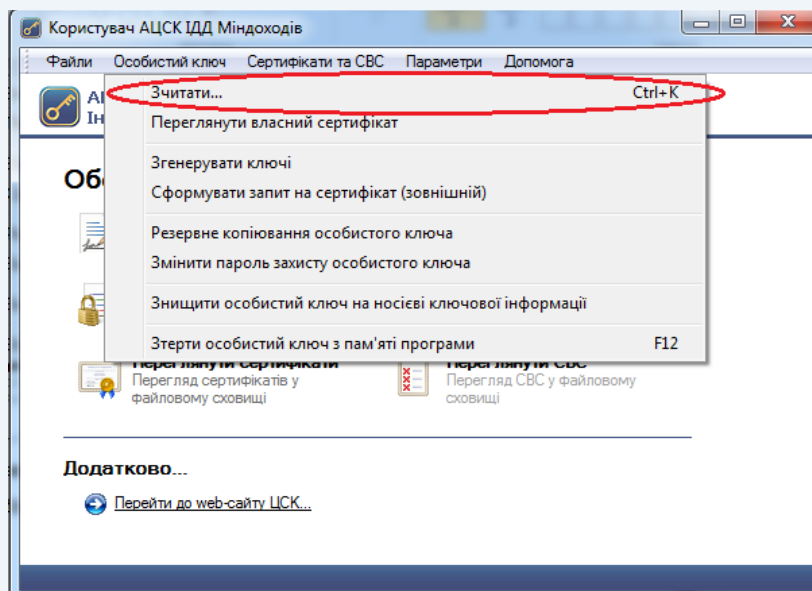 Користувач АЦСК ІДД Міндоходів
Файли Особистий ключ Сертифікати та СВС Параметри Допомога
Зчитати... Ctrl+K
Переглянути власний сертифікат
Згенерувати ключі
Сформувати запит на сертифікат (зовнішній)
Резервне копіювання особистого ключа
Змінити пароль захисту особистого ключа
Знищити особистий ключ на носієві ключової інформації
Зтерти особистий ключ з пам'яті програми F12
Переглянути сертифікати
Перегляд сертифікатів у
файловому сховищі
Переглянути СВС
Перегляд СВС у файловому
сховищі
Додатково...
Перейти до web-сайту ЦСК...